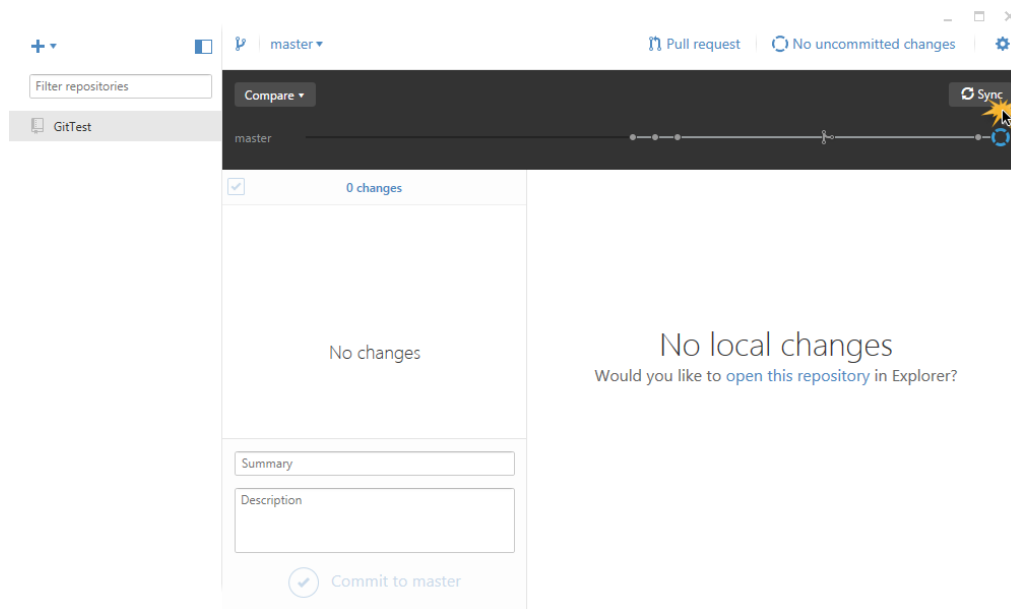 master
Pull request
No uncommitted changes
Filter repositories
GitTest
Compare
Sync
master
0 changes
No changes
No local changes
Would you like to open this repository in Explorer?
Summary
Description
Commit to master